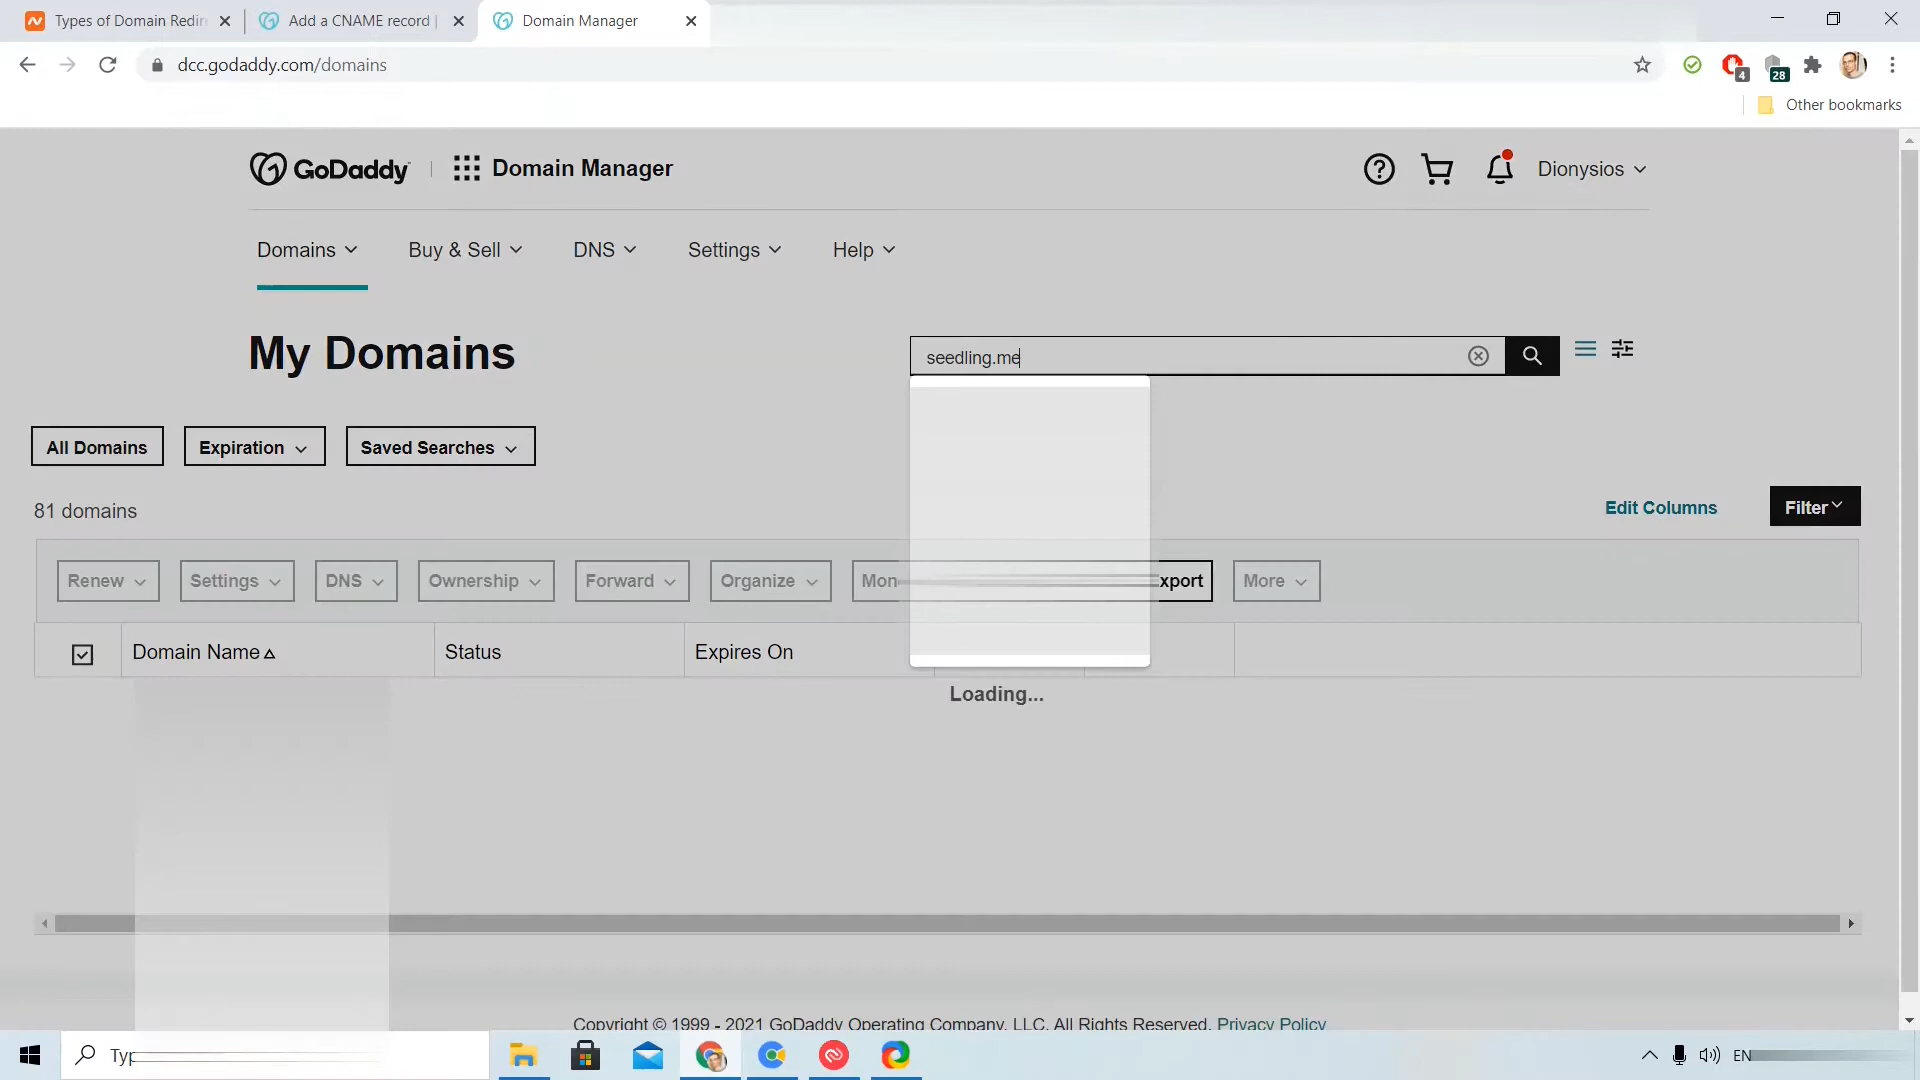 Types of Domain Redir
Add a CNAME record |
Domain Manager
dcc.godaddy.com/domains
4
28
Other bookmarks
GoDaddy
Domain Manager
Dionysios
Domains
Buy & Sell
DNS
Settings
Help
My Domains
seedling.me
All Domains
Expiration
Saved Searches
81 domains
Edit Columns
Filter
Renew
Settings
DNS
Ownership
Forward
Organize
Mon
xport
More
Domain Name
Status
Expires On
Loading...
Copyright © 1999 - 2021 GoDaddy Operating Company, LLC. All Rights Reserved. Privacy Policy
Typ
EN